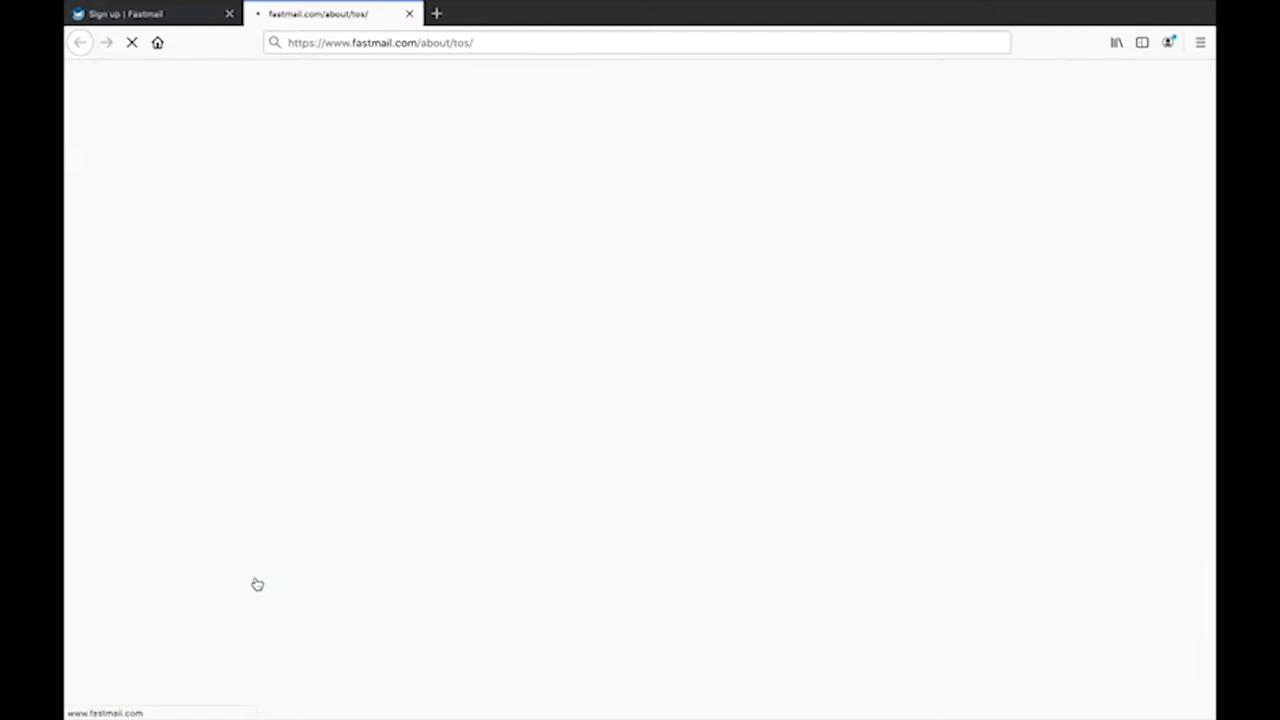 Sign up | Fastmail
fastmail.com/about/tos/
https://www.fastmail.com/about/tos/
www.fastmail.com